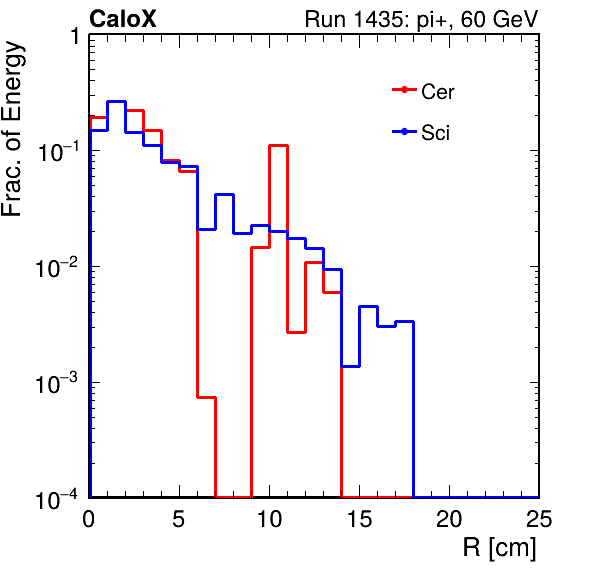 CaloX Run 1435: pi+, 60 GeV
Frac. of Energy
1
10⁻¹
10⁻²
10⁻³
10⁻⁴
Cer
Sci
0 5 10 15 20 25
R [cm]